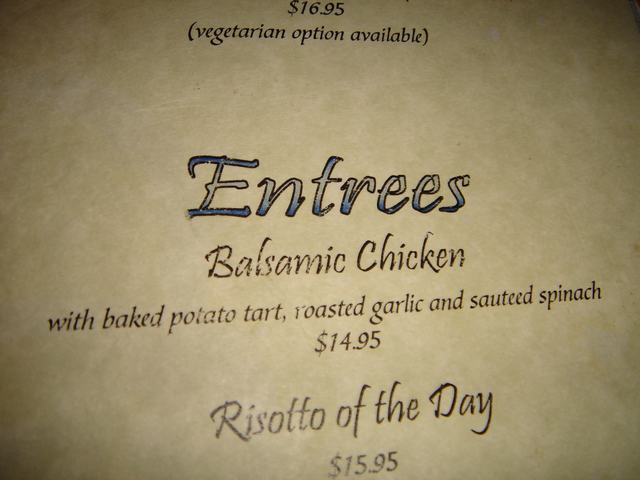 $16.95
(vegetarian option available)
Entrees
Balsamic Chicken
with baked potato tart, roasted garlic and sauteed spinach
$14.95
Risotto of the Day
$15.95